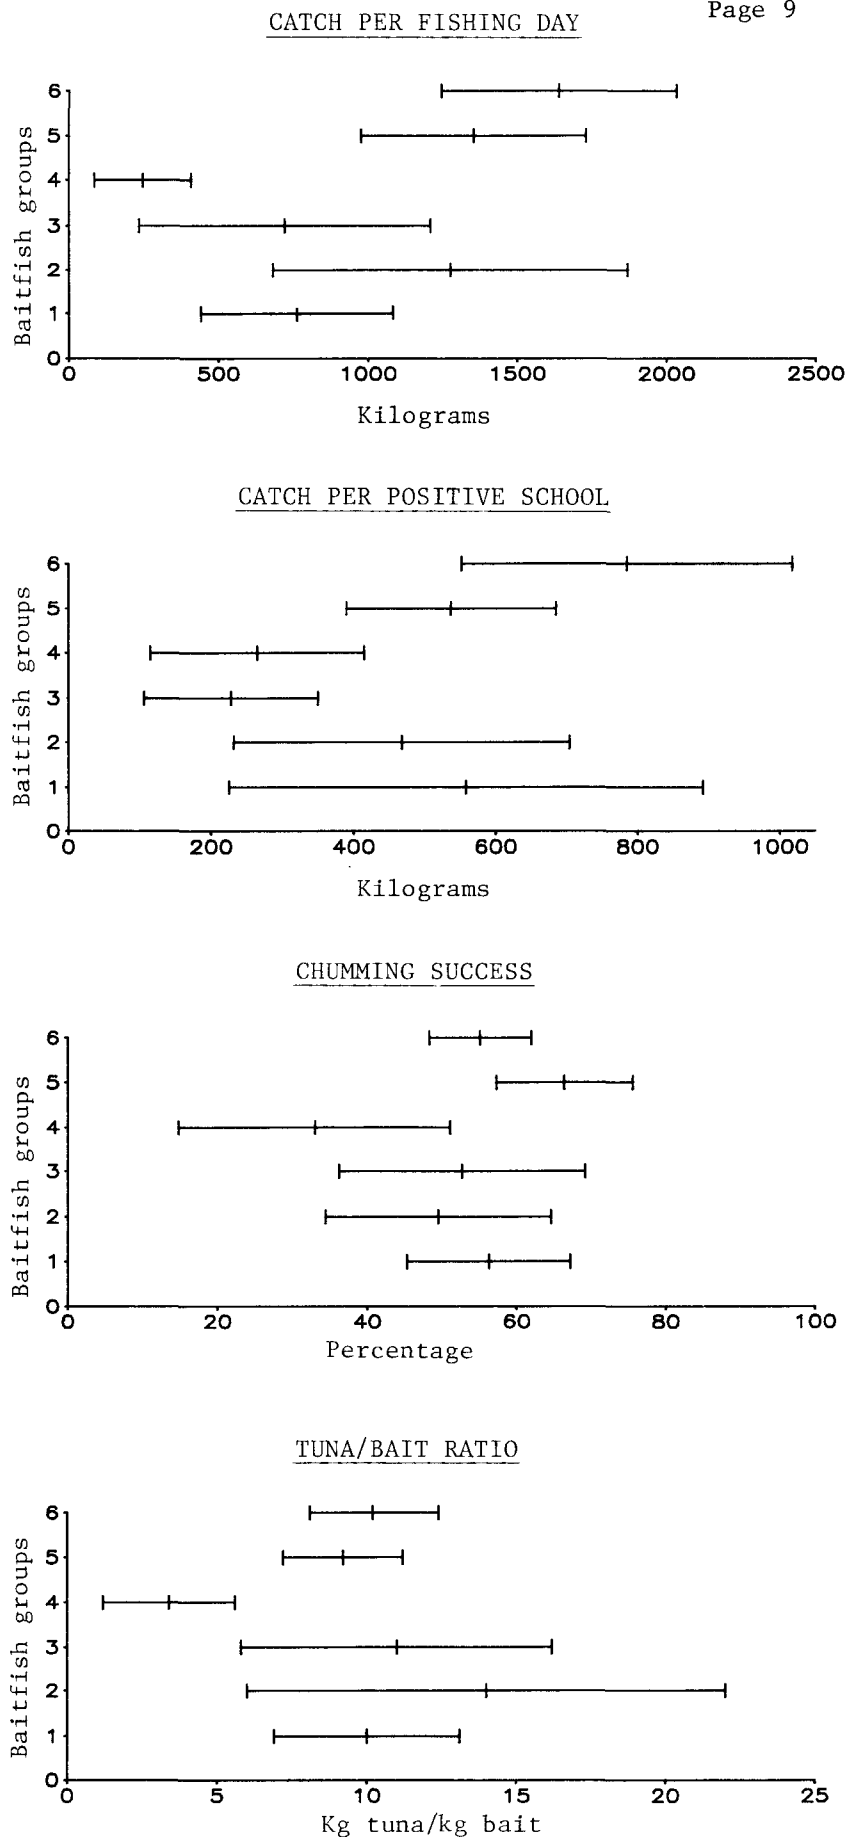 Page 9
CATCH PER FISHING DAY
Baitfish groups
6
5
4
3
2
1
0
0 500 1000 1500 2000 2500
Kilograms
CATCH PER POSITIVE SCHOOL
Baitfish groups
6
5
4
3
2
1
0
0 200 400 600 800 1000
Kilograms
CHUMMING SUCCESS
Baitfish groups
6
5
4
3
2
1
0
0 20 40 60 80 100
Percentage
TUNA/BAIT RATIO
Baitfish groups
6
5
4
3
2
1
0
0 5 10 15 20 25
Kg tuna/kg bait